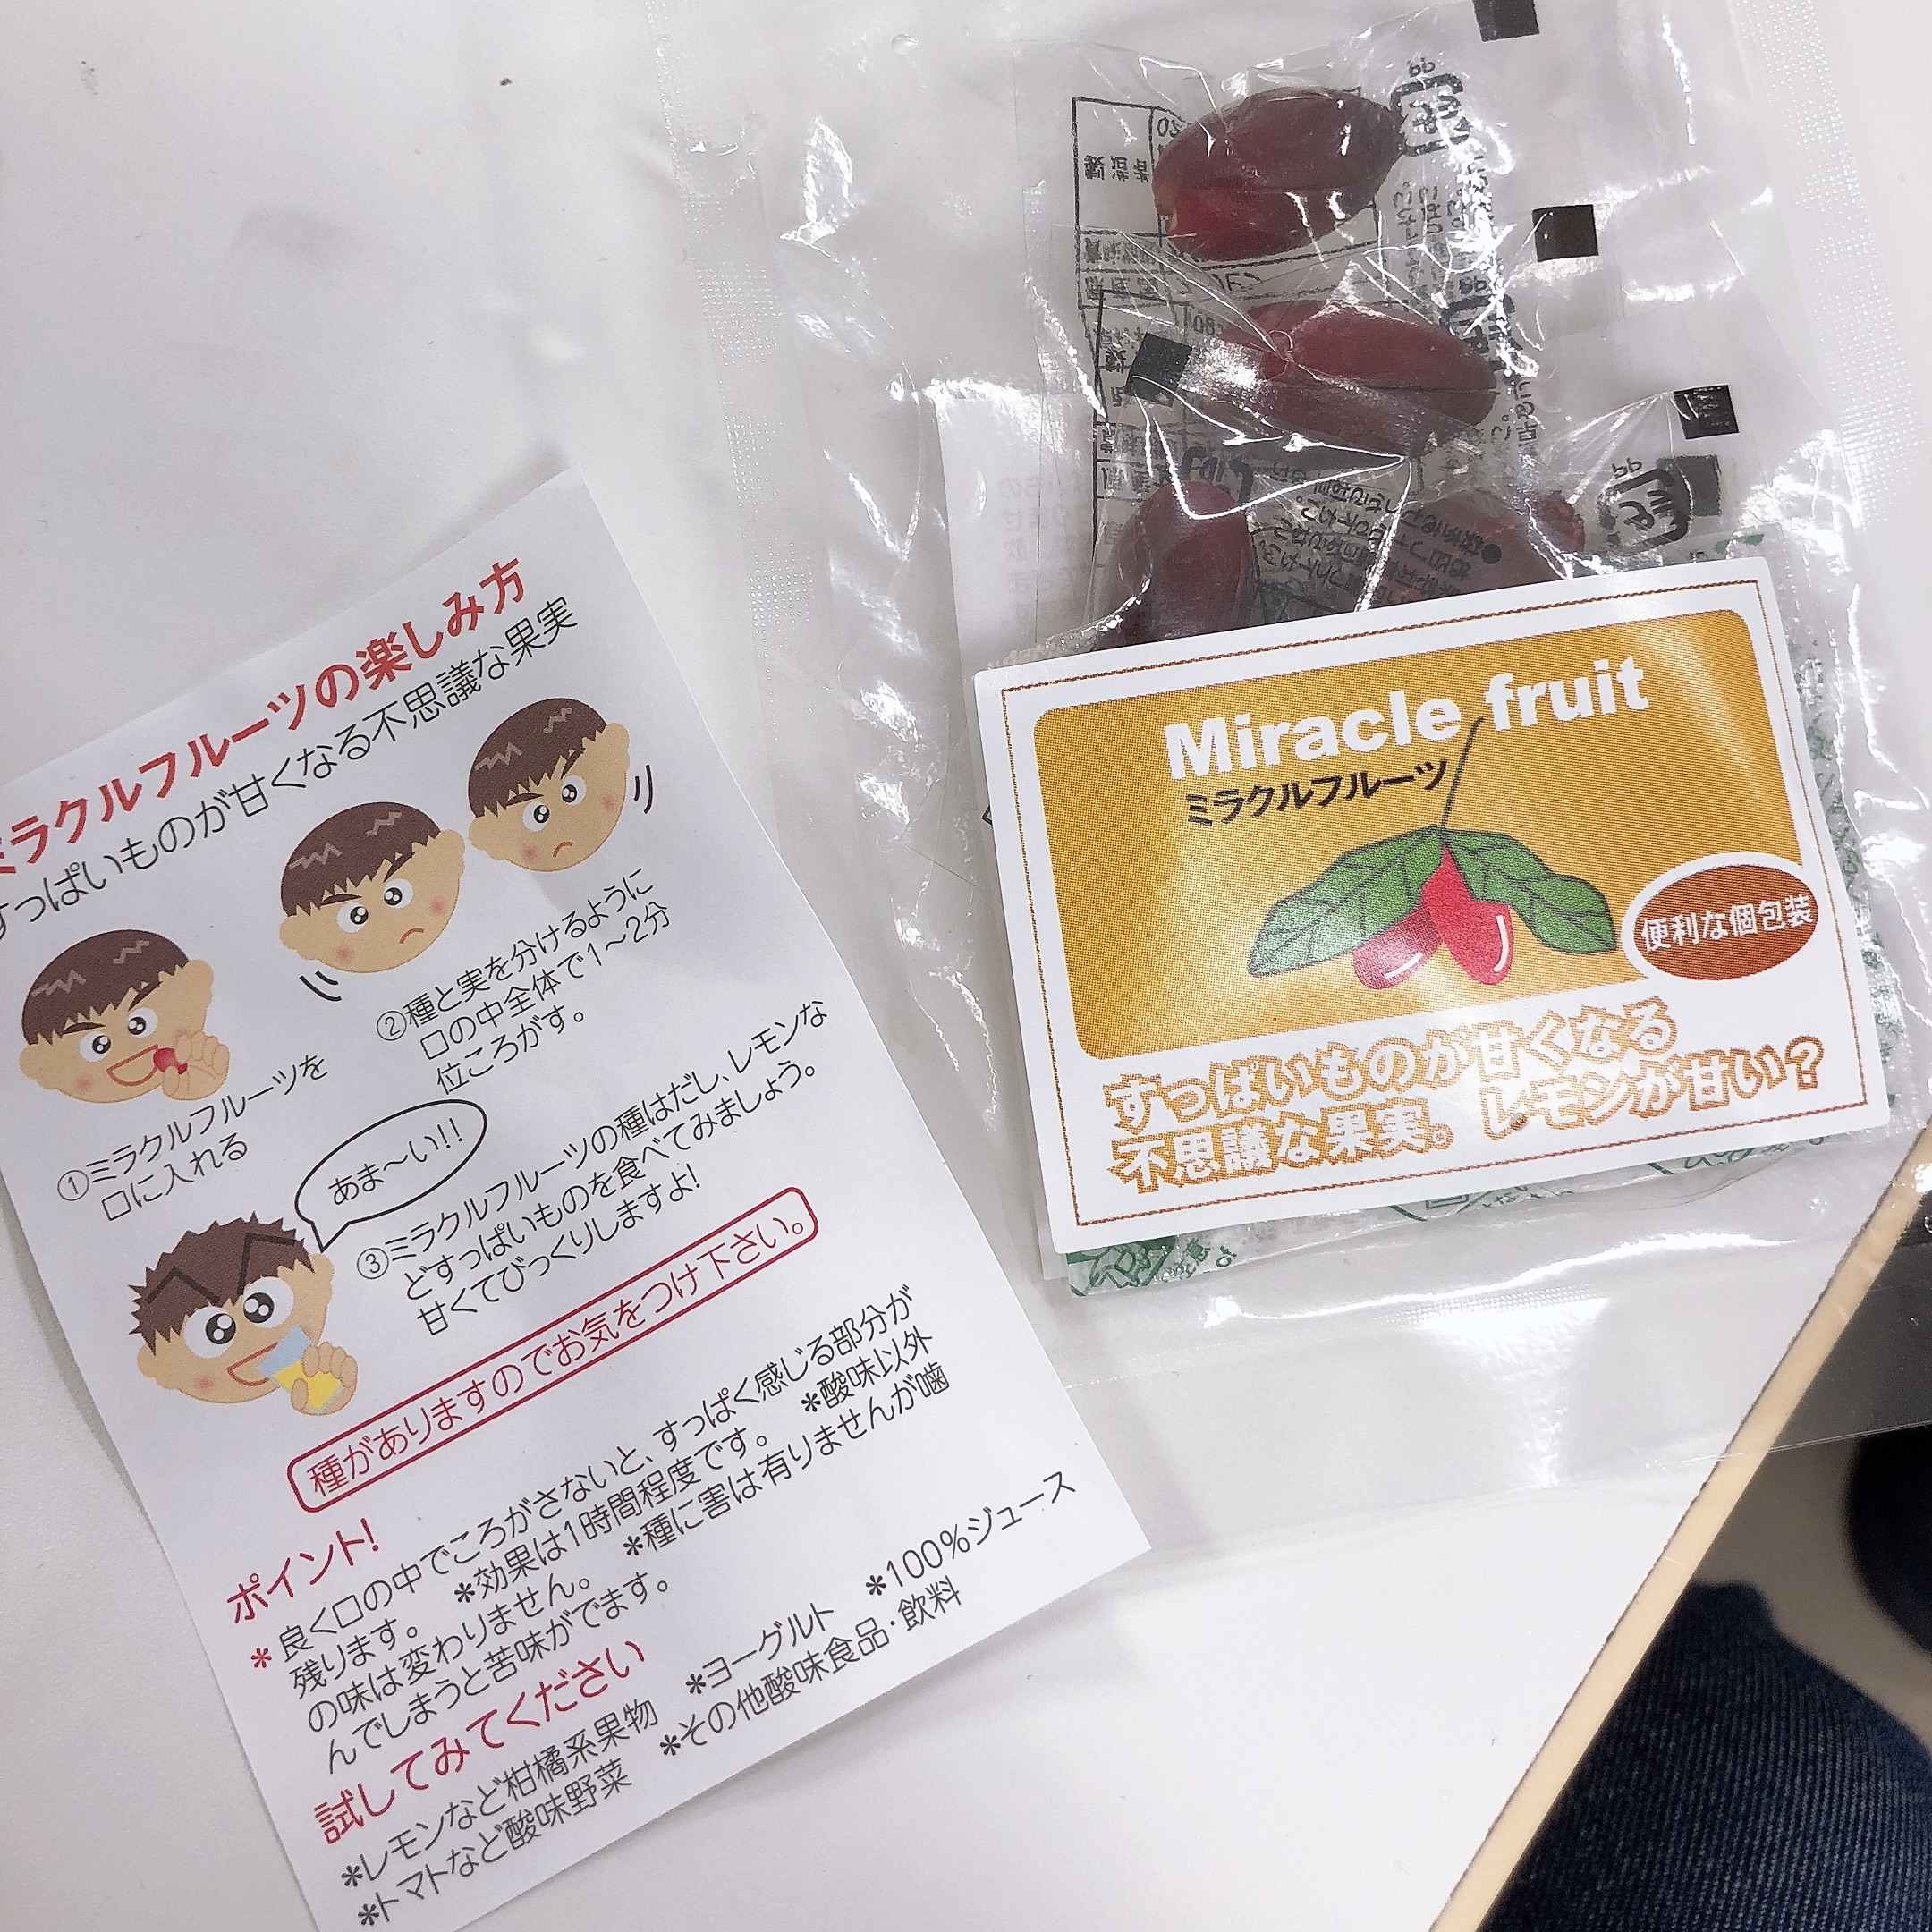 ミラクルフルーツの楽しみ方
すっぱいものが甘くなる不思議な果実
①ミラクルフルーツを
口に入れる
②種と実を分けるように
口の中全体で1～2分
位ころがす。
あま～い!!
③ミラクルフルーツの種はだし、レモンな
どすっぱいものを食べてみましょう。
甘くてびっくりしますよ!
種がありますのでお気をつけ下さい。
ポイント!
*良く口の中でころがさないと、すっぱく感じる部分が
残ります。 *効果は1時間程度です。 *酸味以外
の味は変わりません。 *種に害は有りませんが噛
んでしまうと苦味がでます。
試してみてください
*レモンなど柑橘系果物 *ヨーグルト *100%ジュース
*トマトなど酸味野菜 *その他酸味食品・飲料
Miracle fruit
ミラクルフルーツ
便利な個包装
すっぱいものが甘くなる
不思議な果実。レモンが甘い?
製造者
PP
PP